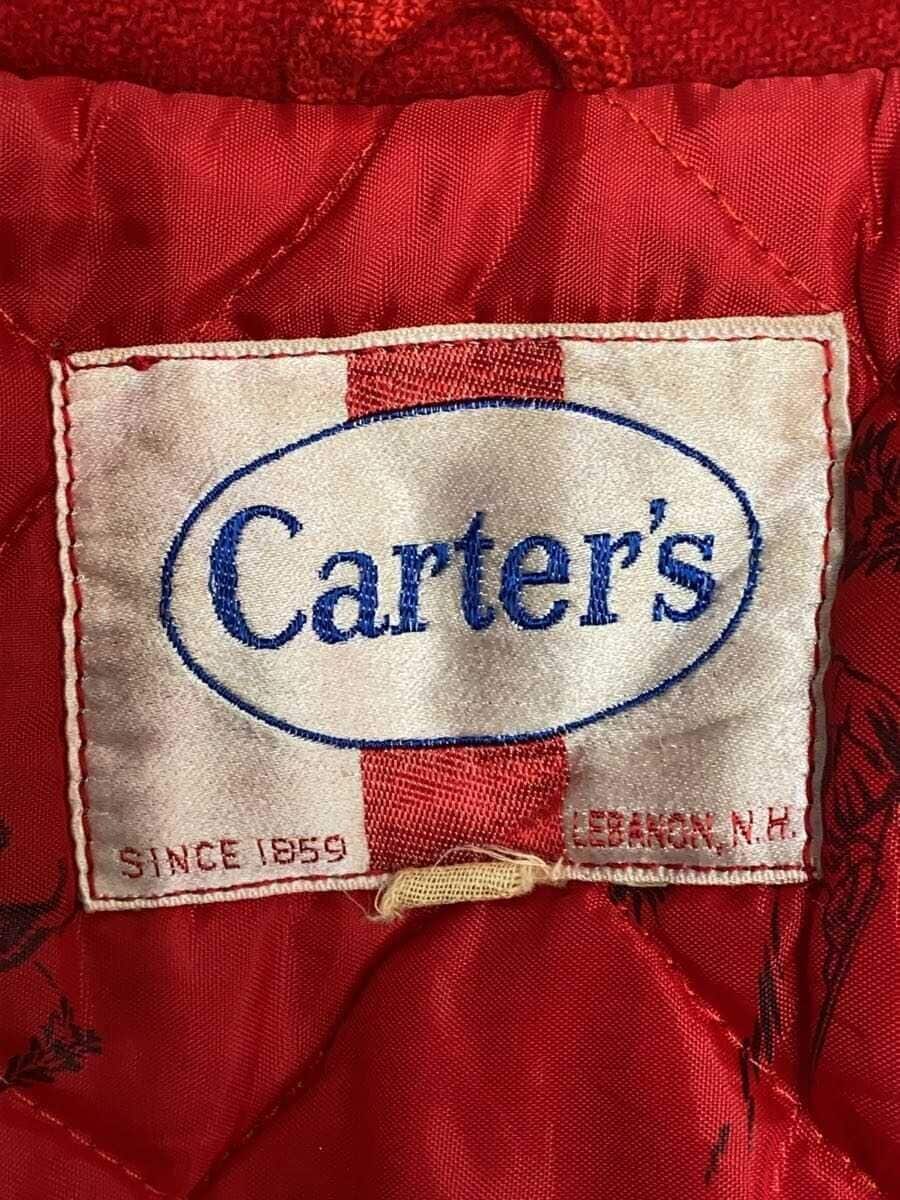 Carter's
SINCE 1859
LEBANON, N.H.